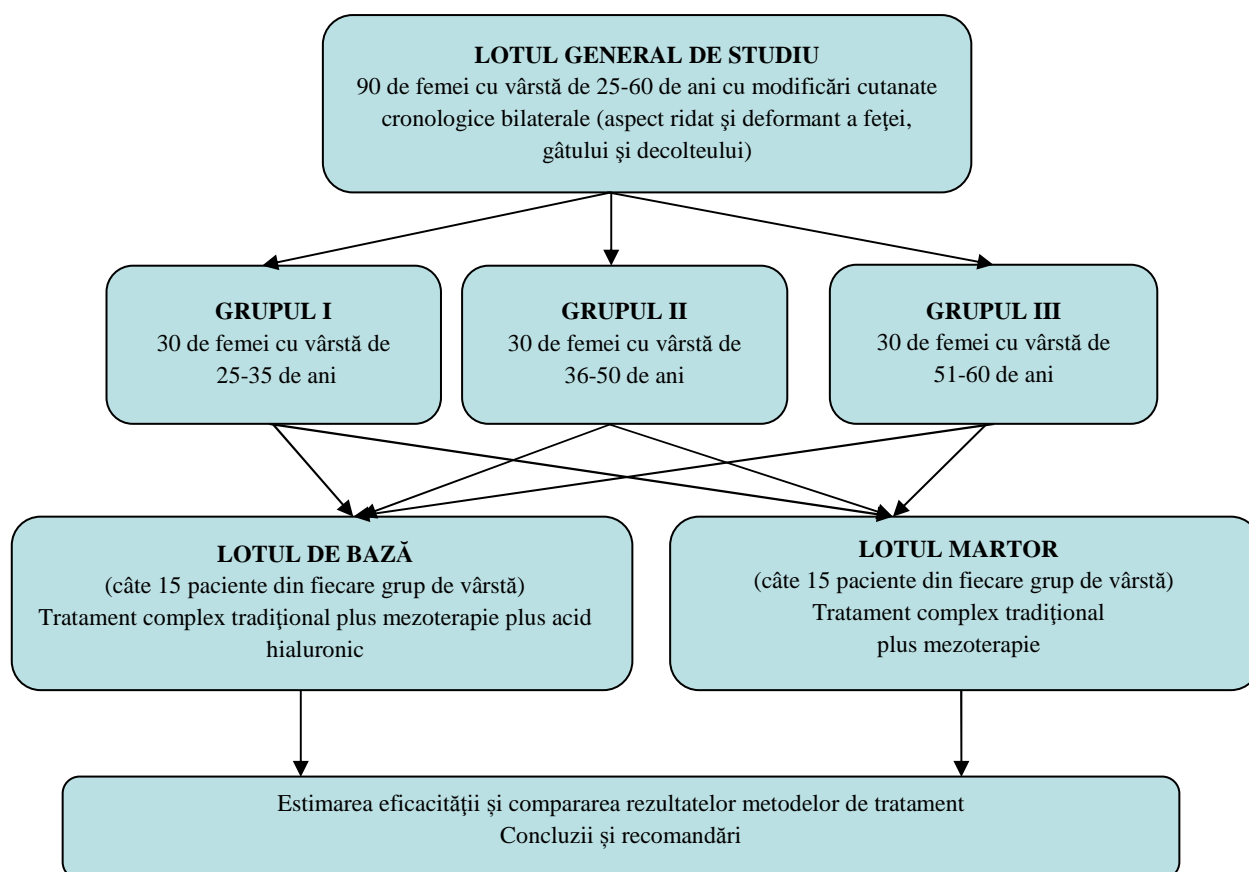 LOTUL GENERAL DE STUDIU
90 de femei cu vârstă de 25-60 de ani cu modificări cutanate
cronologice bilaterale (aspect ridat şi deformant a feţei,
gâtului şi decolteului)
GRUPUL I
30 de femei cu vârstă de
25-35 de ani
GRUPUL II
30 de femei cu vârstă de
36-50 de ani
GRUPUL III
30 de femei cu vârstă de
51-60 de ani
LOTUL DE BAZĂ
(câte 15 paciente din fiecare grup de vârstă)
Tratament complex tradiţional plus mezoterapie plus acid
hialuronic
LOTUL MARTOR
(câte 15 paciente din fiecare grup de vârstă)
Tratament complex tradiţional
plus mezoterapie
Estimarea eficacităţii și compararea rezultatelor metodelor de tratament
Concluzii și recomandări